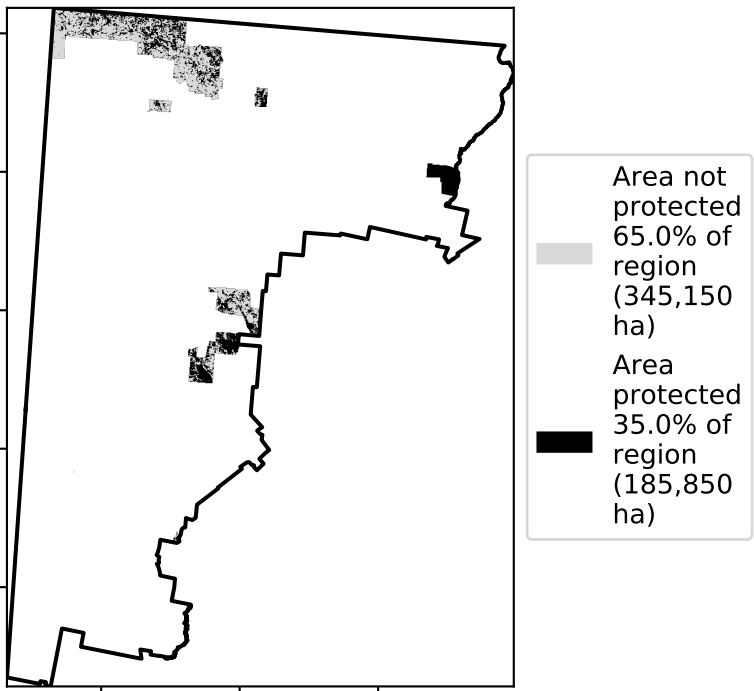 Area not
protected
65.0% of
region
(345,150
ha)
Area
protected
35.0% of
region
(185,850
ha)